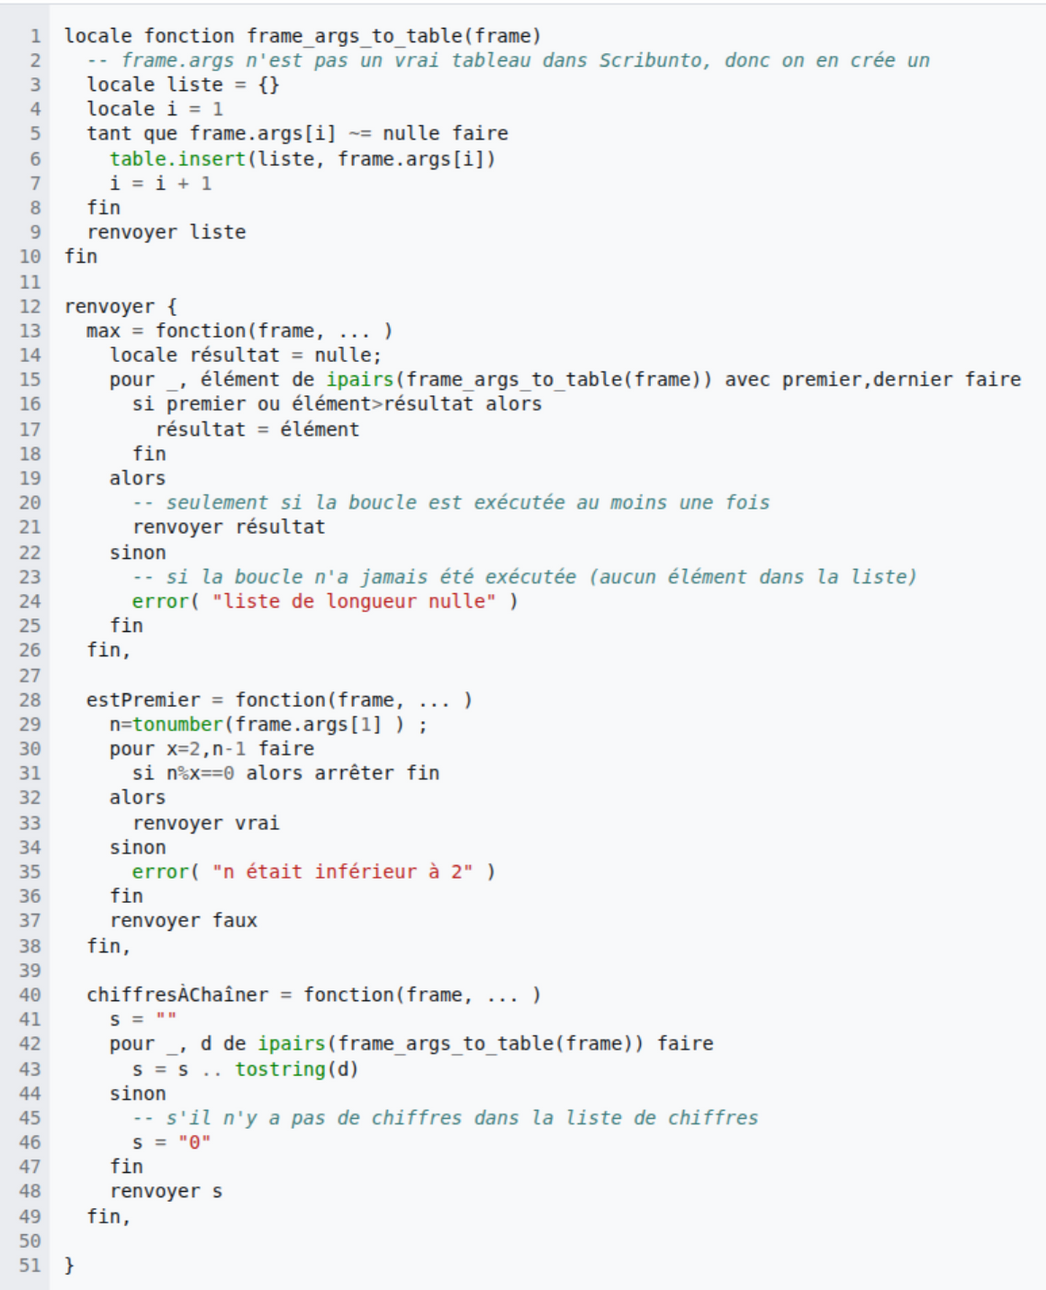 1 locale fonction frame_args_to_table(frame)
2   -- frame.args n'est pas un vrai tableau dans Scribunto, donc on en crée un
3   locale liste = {}
4   locale i = 1
5   tant que frame.args[i] ~= nulle faire
6     table.insert(liste, frame.args[i])
7     i = i + 1
8   fin
9   renvoyer liste
10 fin
11
12 renvoyer {
13   max = fonction(frame, ... )
14     locale résultat = nulle;
15     pour _, élément de ipairs(frame_args_to_table(frame)) avec premier,dernier faire
16       si premier ou élément>résultat alors
17         résultat = élément
18       fin
19     alors
20       -- seulement si la boucle est exécutée au moins une fois
21       renvoyer résultat
22     sinon
23       -- si la boucle n'a jamais été exécutée (aucun élément dans la liste)
24       error( "liste de longueur nulle" )
25     fin
26   fin,
27
28   estPremier = fonction(frame, ... )
29     n=tonumber(frame.args[1] ) ;
30     pour x=2,n-1 faire
31       si n%x==0 alors arrêter fin
32     alors
33       renvoyer vrai
34     sinon
35       error( "n était inférieur à 2" )
36     fin
37     renvoyer faux
38   fin,
39
40   chiffresÀChaîner = fonction(frame, ... )
41     s = ""
42     pour _, d de ipairs(frame_args_to_table(frame)) faire
43       s = s .. tostring(d)
44     sinon
45       -- s'il n'y a pas de chiffres dans la liste de chiffres
46       s = "0"
47     fin
48     renvoyer s
49   fin,
50
51 }